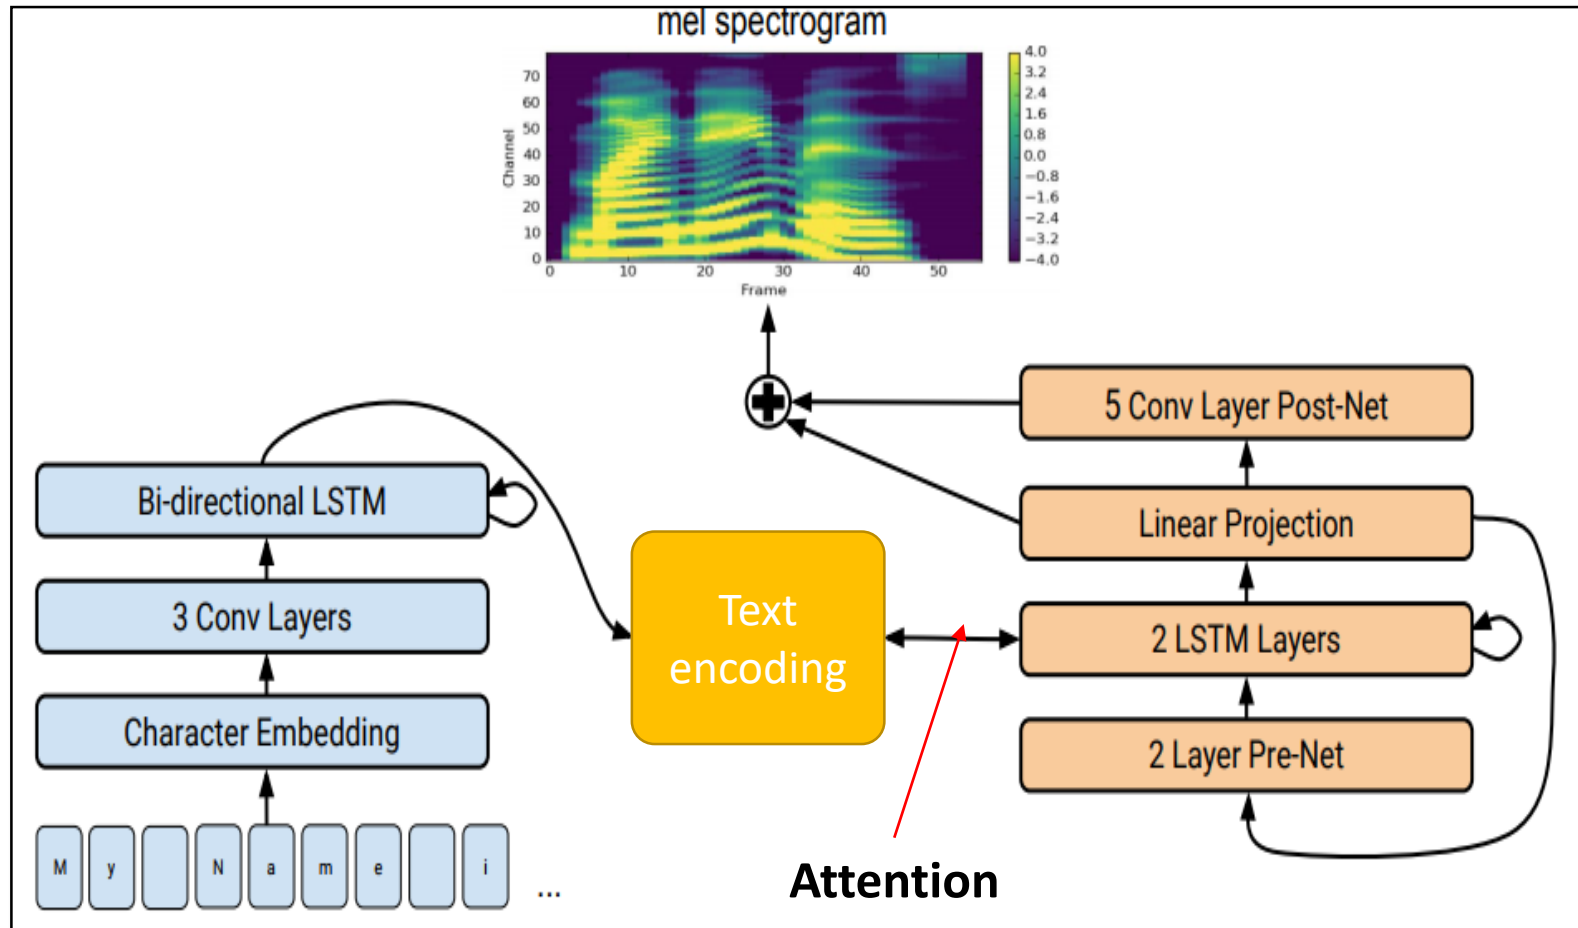 mel spectrogram
Channel
70
60
50
40
30
20
10
0
0 10 20 30 40 50
Frame
4.0
3.2
2.4
1.6
0.8
0.0
−0.8
−1.6
−2.4
−3.2
−4.0
Bi-directional LSTM
3 Conv Layers
Character Embedding
M y N a m e i ...
Text
encoding
Attention
5 Conv Layer Post-Net
Linear Projection
2 LSTM Layers
2 Layer Pre-Net